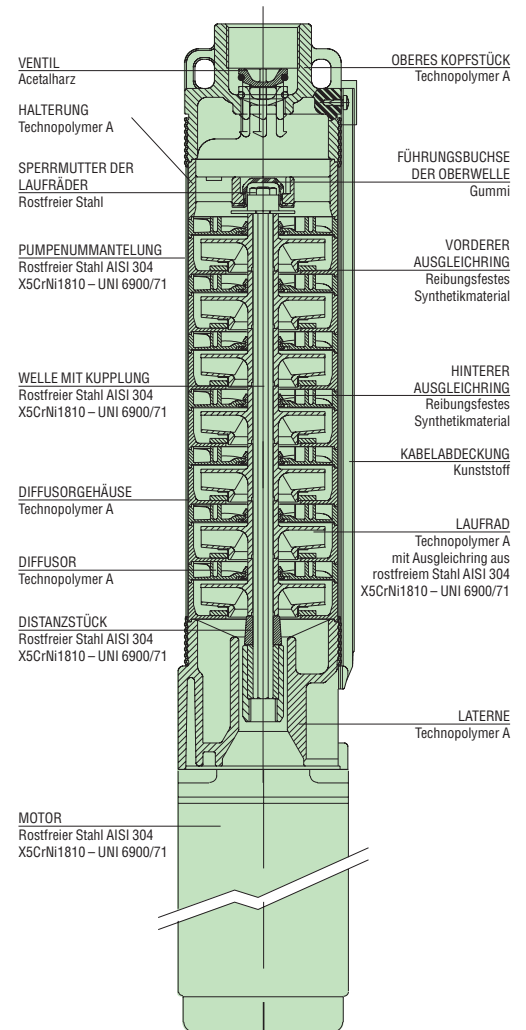 VENTIL
Acetalharz
HALTERUNG
Technopolymer A
SPERRMUTTER DER
LAUFRÄDER
Rostfreier Stahl
PUMPENUMMANTELUNG
Rostfreier Stahl AISI 304
X5CrNi1810 – UNI 6900/71
WELLE MIT KUPPLUNG
Rostfreier Stahl AISI 304
X5CrNi1810 – UNI 6900/71
DIFFUSORGEHÄUSE
Technopolymer A
DIFFUSOR
Technopolymer A
DISTANZSTÜCK
Rostfreier Stahl AISI 304
X5CrNi1810 – UNI 6900/71
MOTOR
Rostfreier Stahl AISI 304
X5CrNi1810 – UNI 6900/71
OBERES KOPFSTÜCK
Technopolymer A
FÜHRUNGSBUCHSE
DER OBERWELLE
Gummi
VORDERER
AUSGLEICHRING
Reibungsfestes
Synthetikmaterial
HINTERER
AUSGLEICHRING
Reibungsfestes
Synthetikmaterial
KABELABDECKUNG
Kunststoff
LAUFRAD
Technopolymer A
mit Ausgleichring aus
rostfreiem Stahl AISI 304
X5CrNi1810 – UNI 6900/71
LATERNE
Technopolymer A